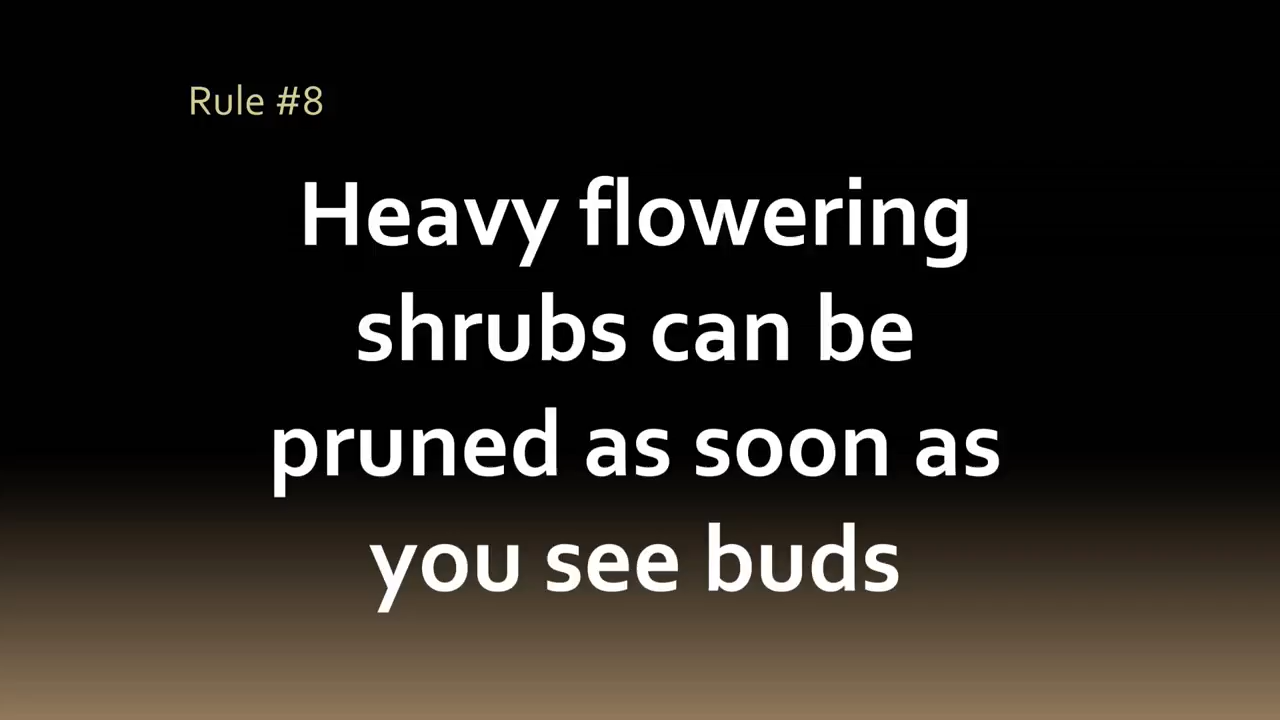 Rule #8
Heavy flowering
shrubs can be
pruned as soon as
you see buds